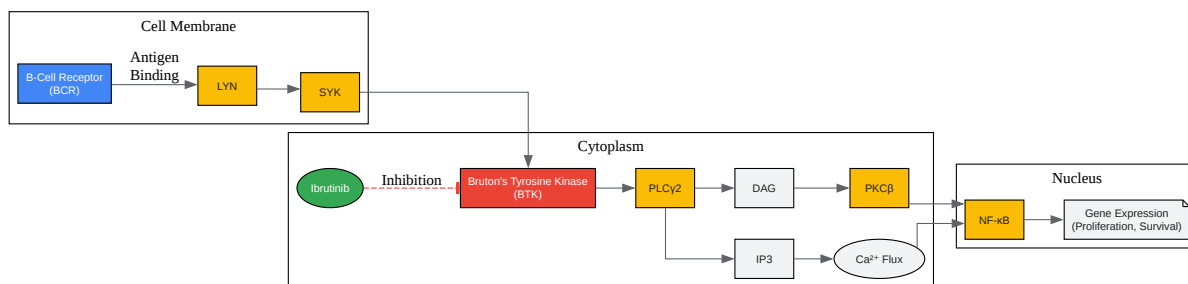 Cell Membrane
B-Cell Receptor
(BCR)
Antigen
Binding
LYN
SYK
Cytoplasm
Ibrutinib
Inhibition
Bruton's Tyrosine Kinase
(BTK)
PLCγ2
DAG
PKCβ
IP3
Ca²⁺ Flux
Nucleus
NF-κB
Gene Expression
(Proliferation, Survival)